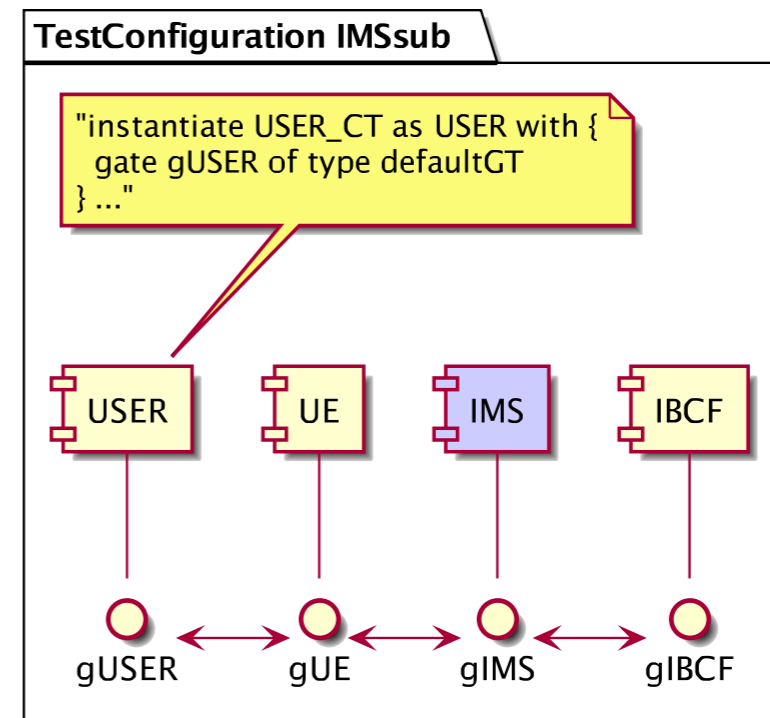 TestConfiguration IMSsub
"instantiate USER_CT as USER with {
gate gUSER of type defaultGT
} ..."
USER
UE
IMS
IBCF
gUSER
gUE
gIMS
gIBCF